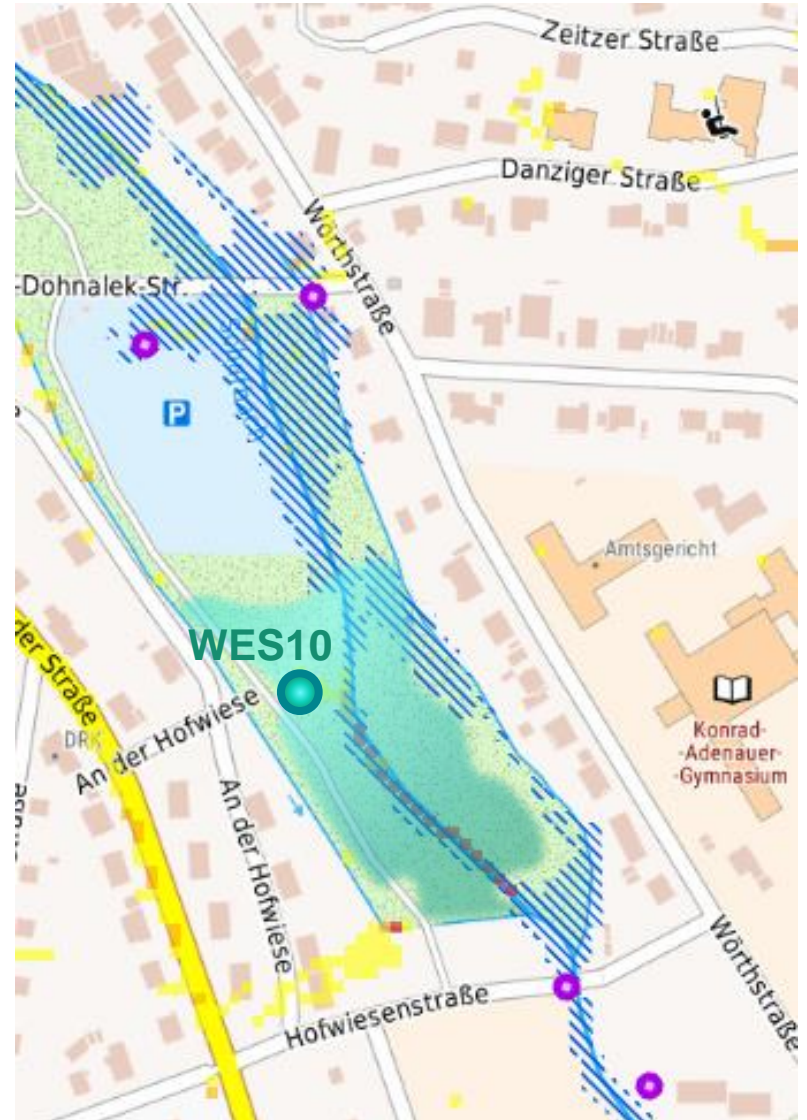 Zeitzer Straße
Danziger Straße
Wörthstraße
-Dohnalek-Str.
P
Amtsgericht
WES10
der Straße
DRK
An der Hofwiese
Konrad-
-Adenauer-
-Gymnasium
An der Hofwiese
Wörthstraße
Hofwiesenstraße